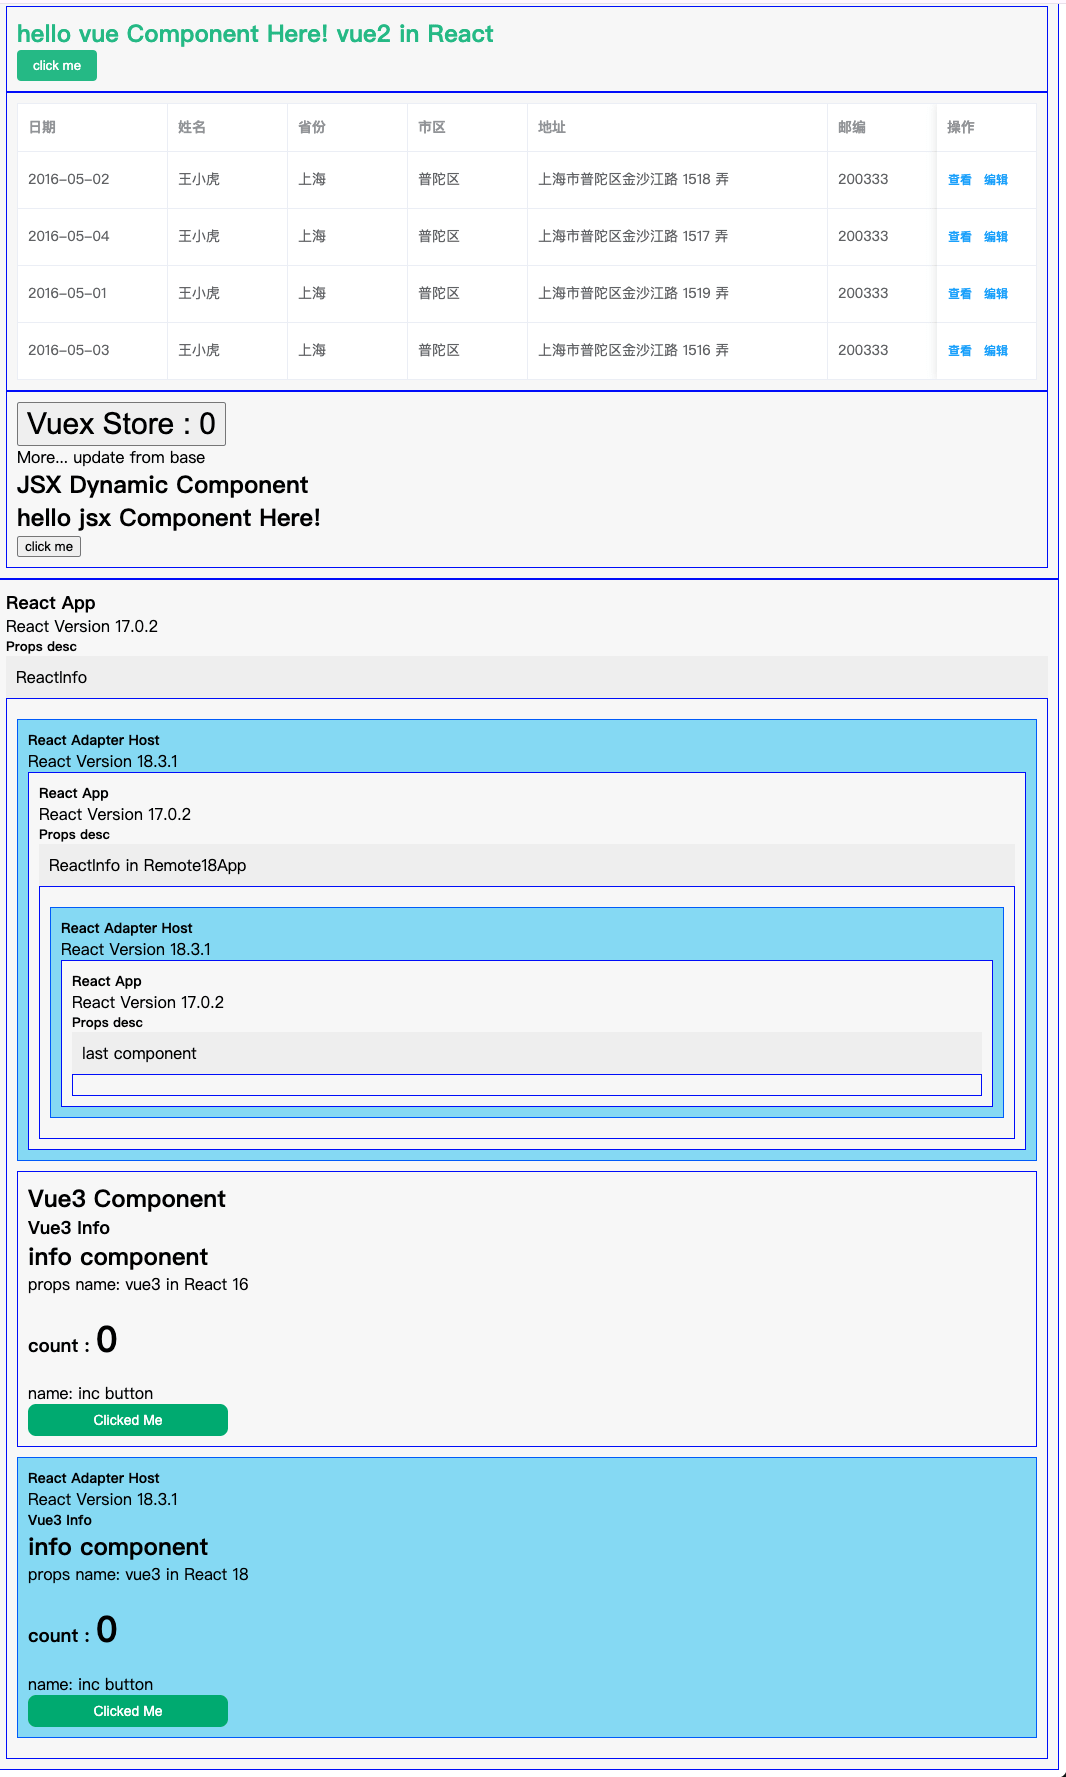 hello vue Component Here! vue2 in React
click me
日期 姓名 省份 市区 地址 邮编 操作
2016-05-02 王小虎 上海 普陀区 上海市普陀区金沙江路 1518 弄 200333 查看 编辑
2016-05-04 王小虎 上海 普陀区 上海市普陀区金沙江路 1517 弄 200333 查看 编辑
2016-05-01 王小虎 上海 普陀区 上海市普陀区金沙江路 1519 弄 200333 查看 编辑
2016-05-03 王小虎 上海 普陀区 上海市普陀区金沙江路 1516 弄 200333 查看 编辑
Vuex Store : 0
More... update from base
JSX Dynamic Component
hello jsx Component Here!
click me
React App
React Version 17.0.2
Props desc
ReactInfo
React Adapter Host
React Version 18.3.1
React App
React Version 17.0.2
Props desc
ReactInfo in Remote18App
React Adapter Host
React Version 18.3.1
React App
React Version 17.0.2
Props desc
last component
Vue3 Component
Vue3 Info
info component
props name: vue3 in React 16
count : 0
name: inc button
Clicked Me
React Adapter Host
React Version 18.3.1
Vue3 Info
info component
props name: vue3 in React 18
count : 0
name: inc button
Clicked Me